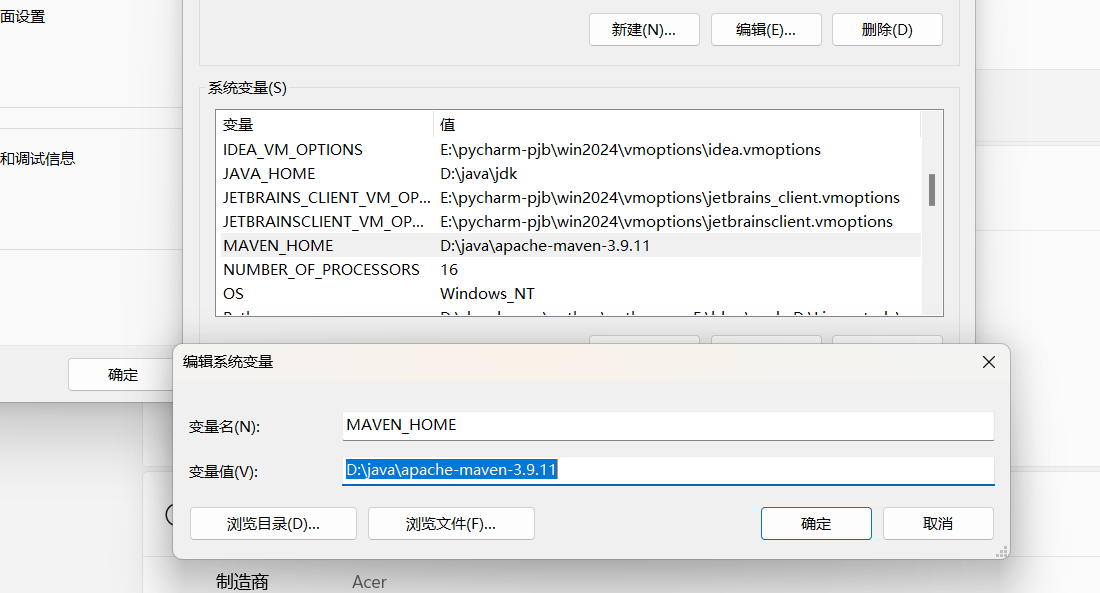 面设置
新建(N)... 编辑(E)... 删除(D)
系统变量(S)
变量 值
IDEA_VM_OPTIONS E:\pycharm-pjb\win2024\vmoptions\idea.vmoptions
和调试信息
JAVA_HOME D:\java\jdk
JETBRAINS_CLIENT_VM_OP... E:\pycharm-pjb\win2024\vmoptions\jetbrains_client.vmoptions
JETBRAINSCLIENT_VM_OP... E:\pycharm-pjb\win2024\vmoptions\jetbrainsclient.vmoptions
MAVEN_HOME D:\java\apache-maven-3.9.11
NUMBER_OF_PROCESSORS 16
OS Windows_NT
编辑系统变量
确定
变量名(N): MAVEN_HOME
变量值(V): D:\java\apache-maven-3.9.11
浏览目录(D)... 浏览文件(F)... 确定 取消
制造商 Acer